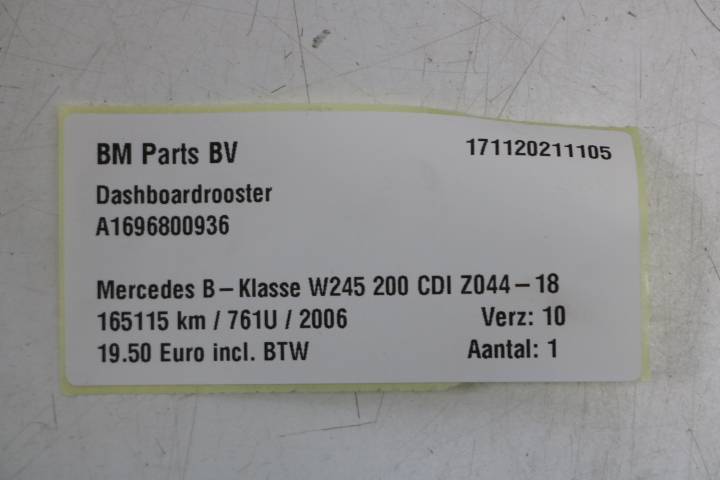 BM Parts BV 171120211105
Dashboardrooster
A1696800936
Mercedes B-Klasse W245 200 CDI Z044-18
165115 km / 761U / 2006 Verz: 10
19.50 Euro incl. BTW Aantal: 1